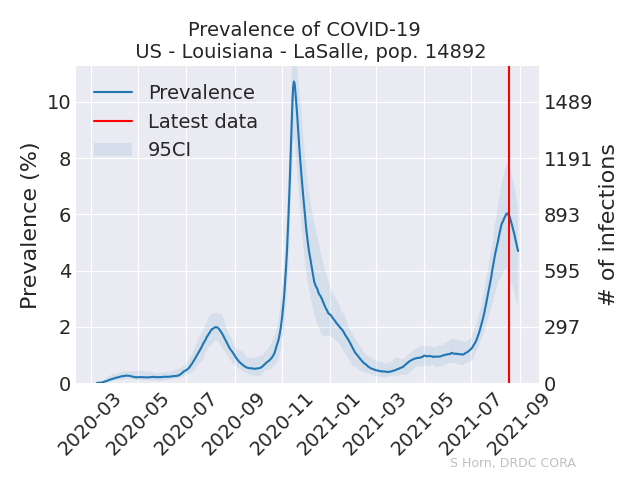 Prevalence of COVID-19
US - Louisiana - LaSalle, pop. 14892
Prevalence
Latest data
95CI
Prevalence (%)
10
8
6
4
2
0
1489
1191
893
595
297
0
# of infections
2020-03
2020-05
2020-07
2020-09
2020-11
2021-01
2021-03
2021-05
2021-07
2021-09
S Horn, DRDC CORA